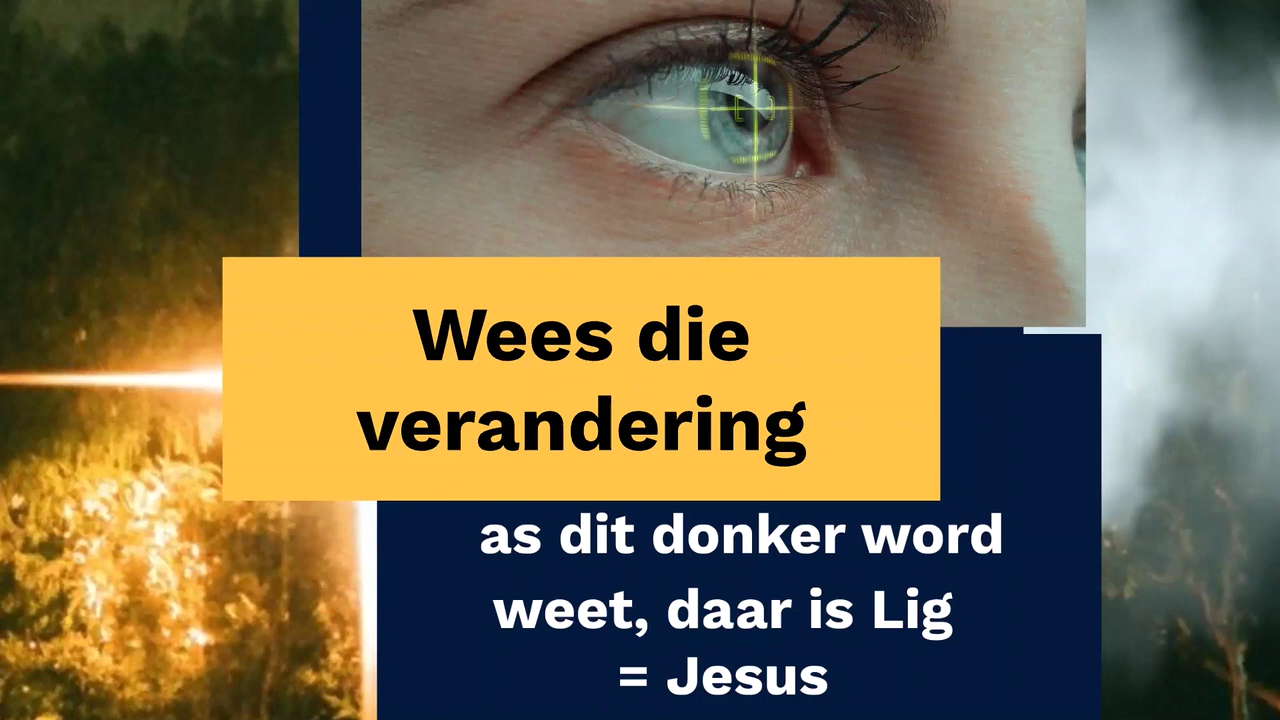 Wees die
verandering
as dit donker word
weet, daar is Lig
= Jesus